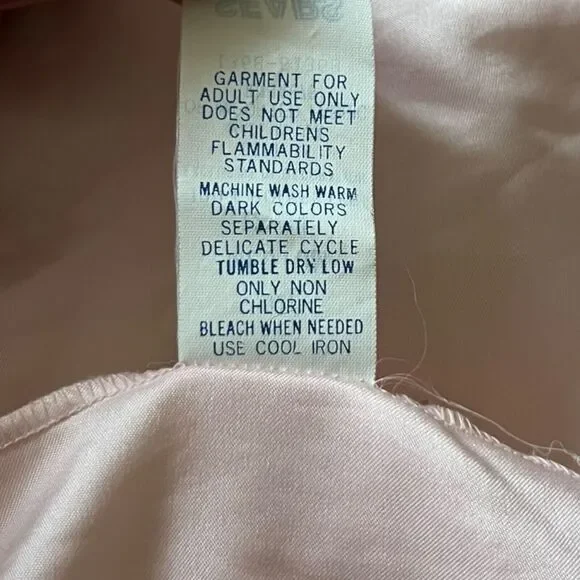 SEARS
GARMENT FOR
ADULT USE ONLY
DOES NOT MEET
CHILDRENS
FLAMMABILITY
STANDARDS
MACHINE WASH WARM
DARK COLORS
SEPARATELY
DELICATE CYCLE
TUMBLE DRY LOW
ONLY NON
CHLORINE
BLEACH WHEN NEEDED
USE COOL IRON